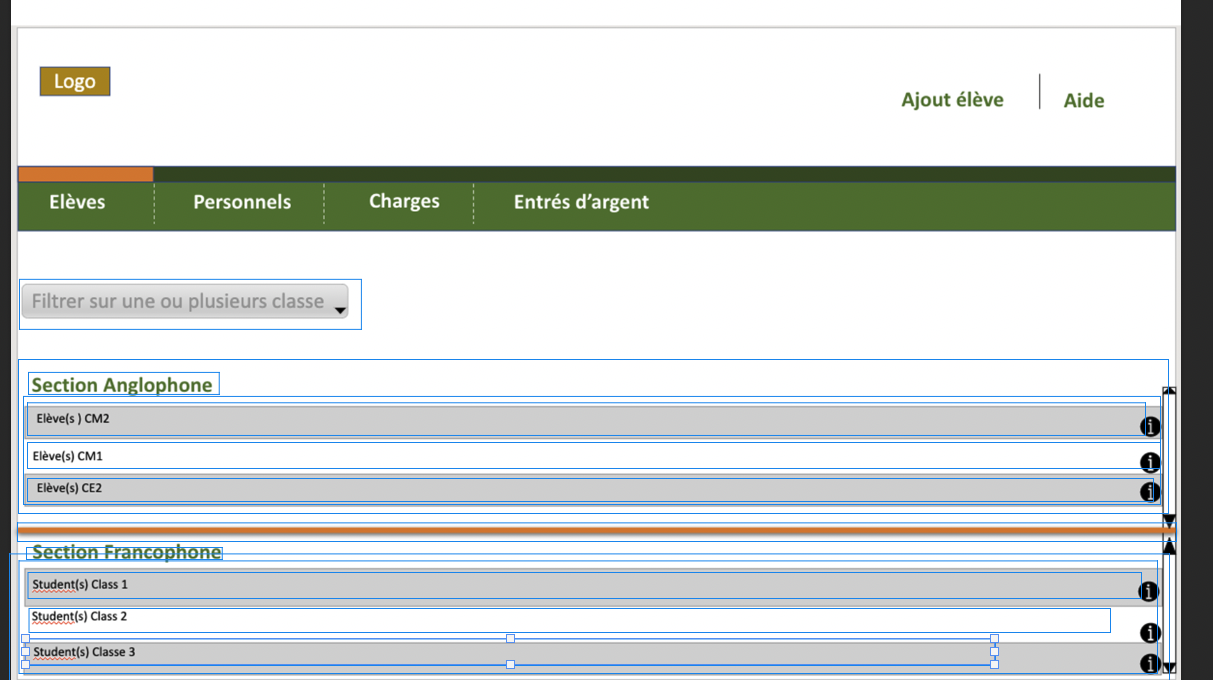 Logo
Ajout élève
Aide
Elèves
Personnels
Charges
Entrés d'argent
Filtrer sur une ou plusieurs classe
Section Anglophone
Elève(s ) CM2
Elève(s) CM1
Elève(s) CE2
Section Francophone
Student(s) Class 1
Student(s) Class 2
Student(s) Classe 3